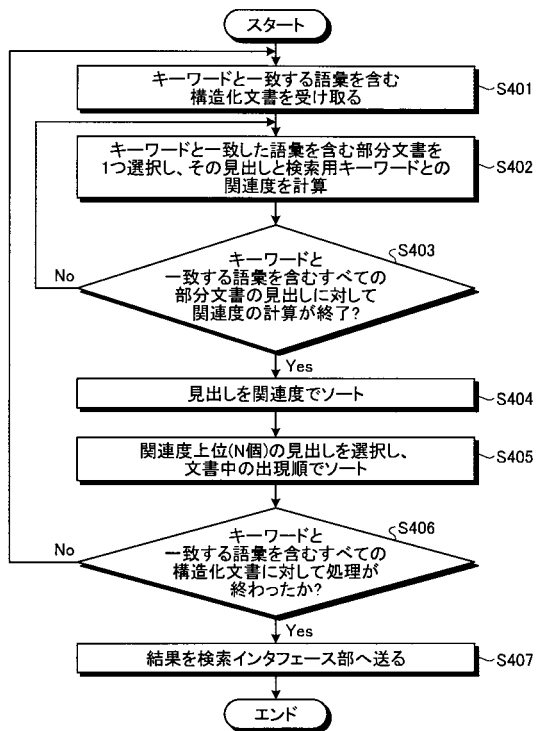 スタート
キーワードと一致する語彙を含む
構造化文書を受け取る
S401
キーワードと一致した語彙を含む部分文書を
1つ選択し、その見出しと検索用キーワードとの
関連度を計算
S402
キーワードと
一致する語彙を含むすべての
部分文書の見出しに対して
関連度の計算が終了?
S403
No
Yes
見出しを関連度でソート
S404
関連度上位(N個)の見出しを選択し、
文書中の出現順でソート
S405
キーワードと
一致する語彙を含むすべての
構造化文書に対して処理が
終わったか?
S406
No
Yes
結果を検索インタフェース部へ送る
S407
エンド